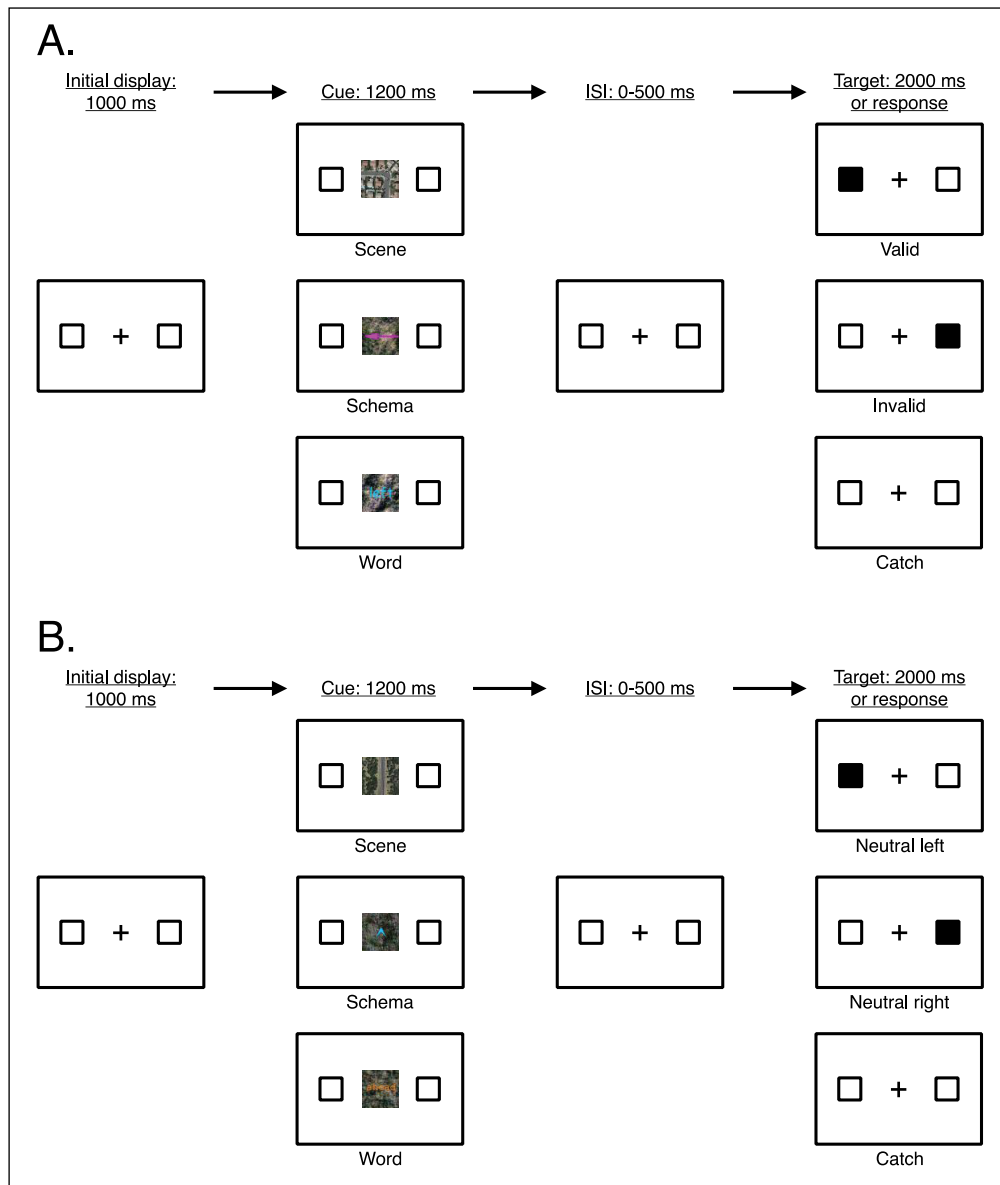 A.
Initial display:
1000 ms
Cue: 1200 ms
ISI: 0-500 ms
Target: 2000 ms
or response
Scene
Valid
Schema
Invalid
left
Word
Catch
B.
Initial display:
1000 ms
Cue: 1200 ms
ISI: 0-500 ms
Target: 2000 ms
or response
Scene
Neutral left
Schema
Neutral right
ahead
Word
Catch